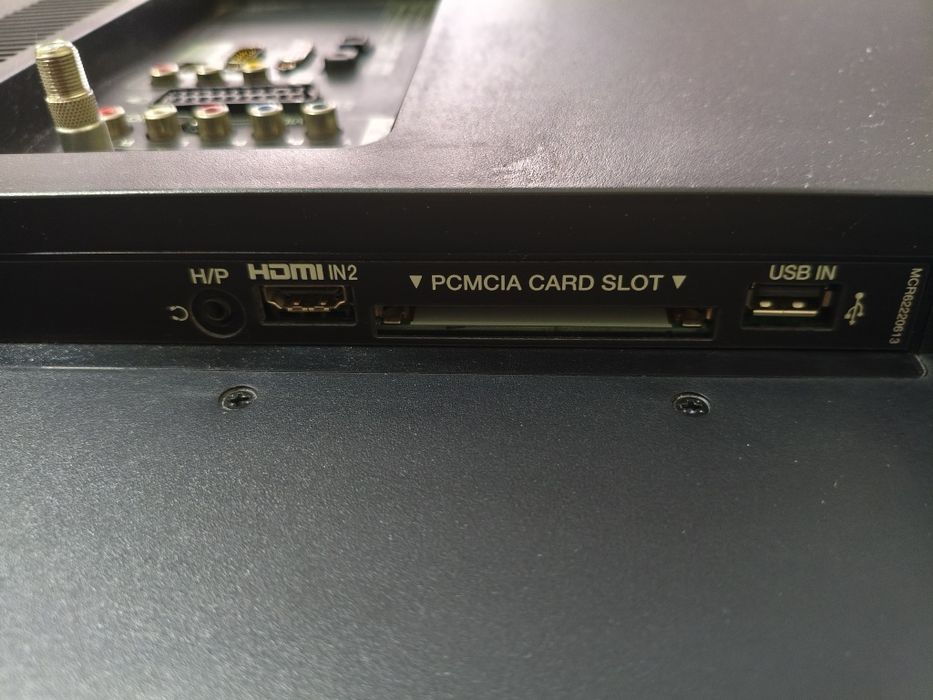 H/P
HDMI IN2
▼ PCMCIA CARD SLOT ▼
USB IN
MCR62220613